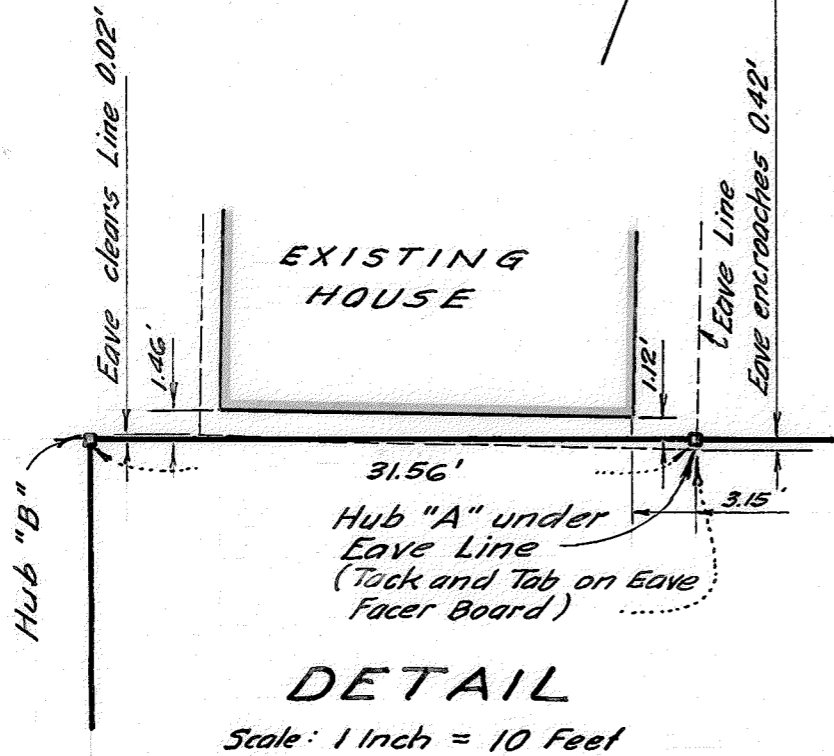 Eave clears Line 0.02'
1.46'
EXISTING
HOUSE
1.12'
Eave Line
Eave encroaches 0.42'
31.56'
3.15'
Hub "B"
Hub "A" under
Eave Line
(Tack and Tab on Eave
Facer Board)
DETAIL
Scale: 1 Inch = 10 Feet